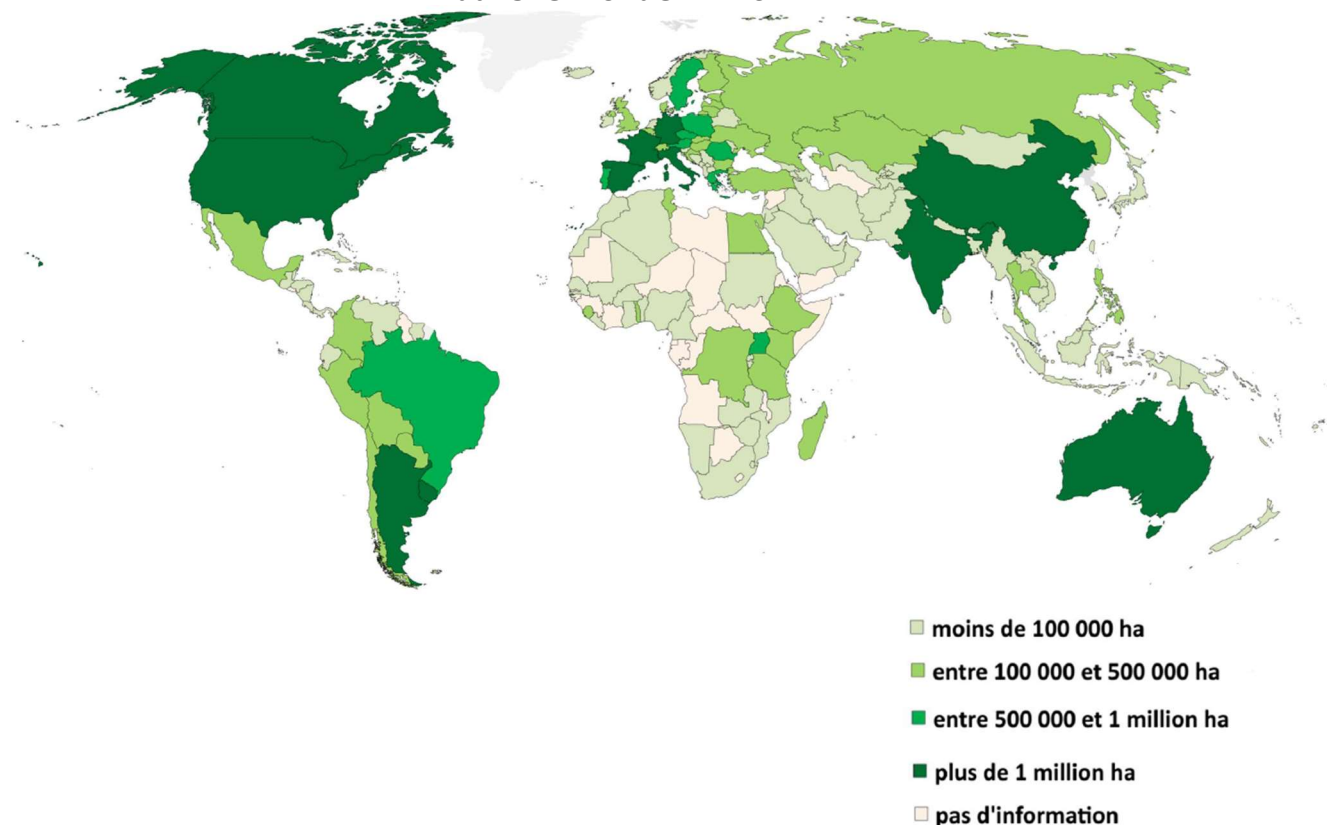 moins de 100 000 ha
entre 100 000 et 500 000 ha
entre 500 000 et 1 million ha
plus de 1 million ha
pas d'information